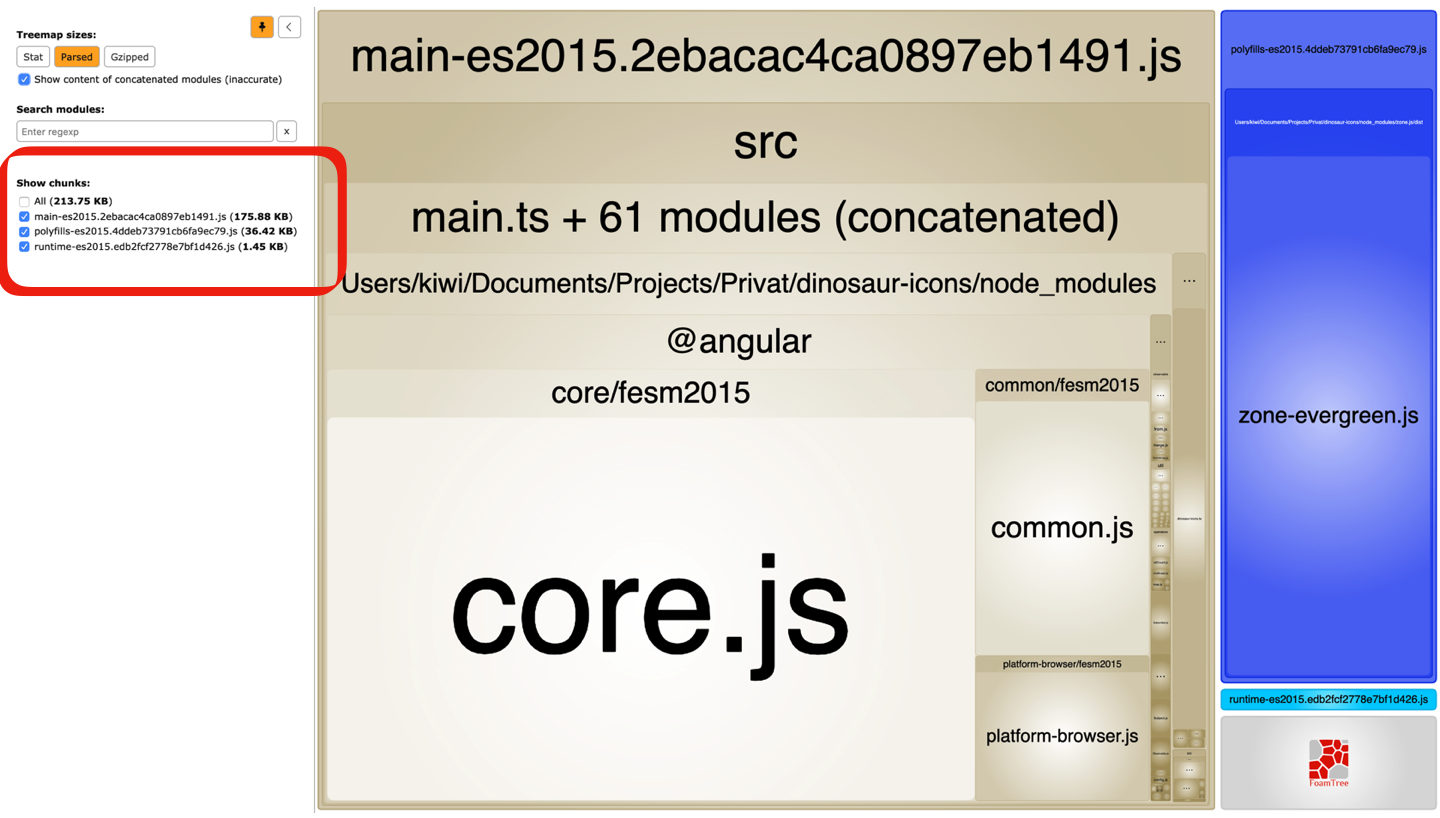 Treemap sizes:
Stat
Parsed
Gzipped
Show content of concatenated modules (inaccurate)
Search modules:
Enter regexp
x
Show chunks:
All (213.75 KB)
main-es2015.2ebacac4ca0897eb1491.js (175.88 KB)
polyfills-es2015.4ddeb73791cb6fa9ec79.js (36.42 KB)
runtime-es2015.edb2fcf2778e7bf1d426.js (1.45 KB)
main-es2015.2ebacac4ca0897eb1491.js
src
main.ts + 61 modules (concatenated)
Users/kiwi/Documents/Projects/Privat/dinosaur-icons/node_modules
...
@angular
...
core/fesm2015
core.js
common/fesm2015
common.js
platform-browser/fesm2015
platform-browser.js
polyfills-es2015.4ddeb73791cb6fa9ec79.js
Users/kiwi/Documents/Projects/Privat/dinosaur-icons/node_modules/zone.js/dist
zone-evergreen.js
runtime-es2015.edb2fcf2778e7bf1d426.js
FoamTree